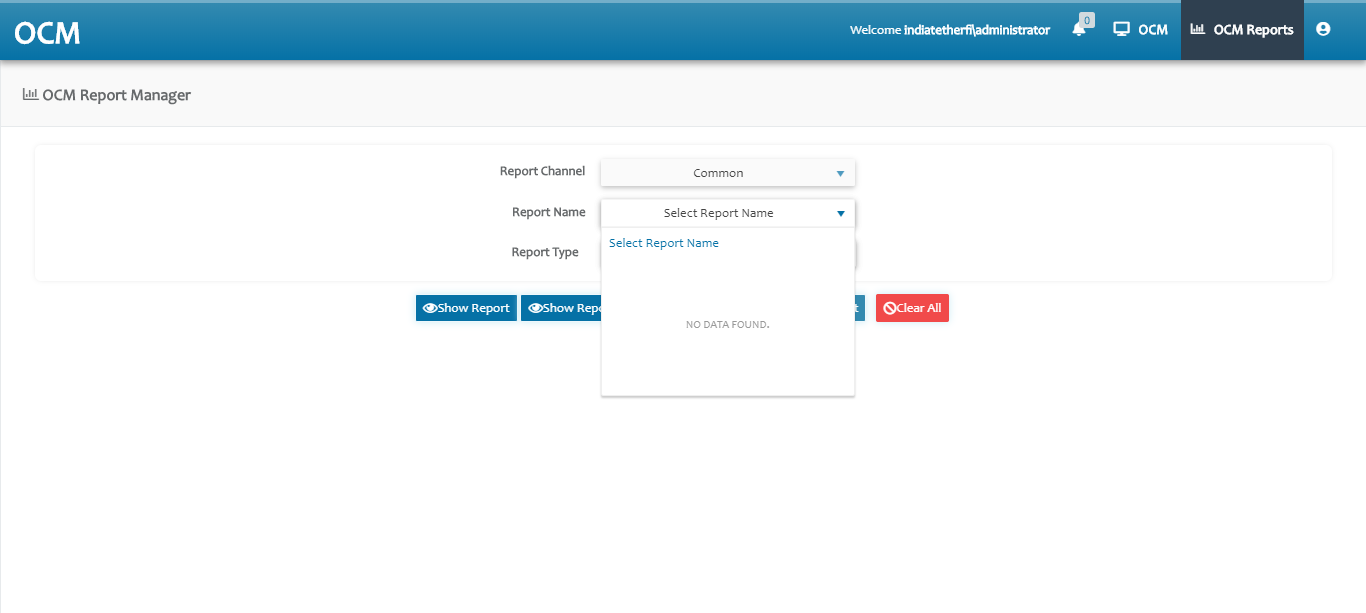 OCM
Welcome indiatetherfi\administrator
0
OCM
OCM Reports
OCM Report Manager
Report Channel
Common
Report Name
Select Report Name
Select Report Name
Report Type
NO DATA FOUND.
Show Report
Show Repo
Clear All